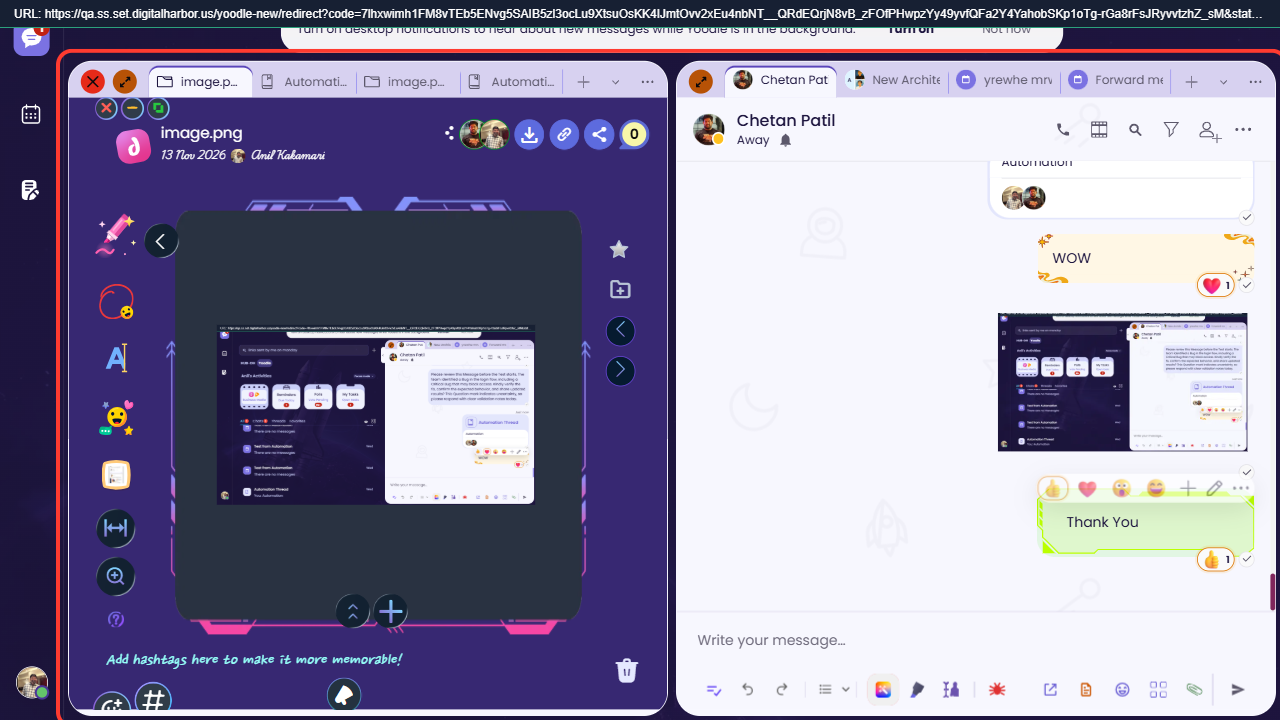 URL: https://qa.ss.set.digitalharbor.us/yoodle-new/redirect?code=7Ihxwimh1FM8vTEb5ENvg5SAIB5zI3ocLu9XtsuOsKK4IJmtOvv2xEu4nbNT__QRdEQrjN8vB_zFOfPHwpzYy49yvfQFa2Y4YahobSKp1oTg-rGa8rFsJRyvvlzhZ_sM&stat...
Turn on desktop notifications to hear about new messages while Yoodle is in the background. Turn on Not now
image.p... Automati... image.p... Automati...
Chetan Pat New Archite yrewhe mrv Forward me
image.png
13 Nov 2026 Anil Kakamari
0
Chetan Patil
Away
Automation
WOW
1
Thank You
1
Add hashtags here to make it more memorable!
Write your message...